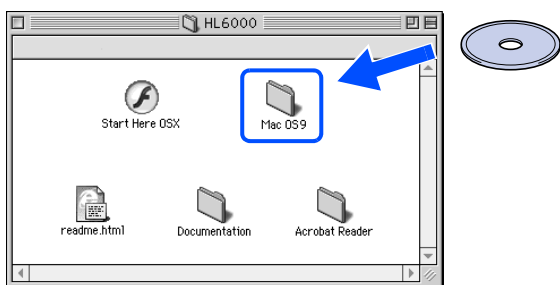 HL6000
Start Here OSX
Mac OS9
readme.html
Documentation
Acrobat Reader